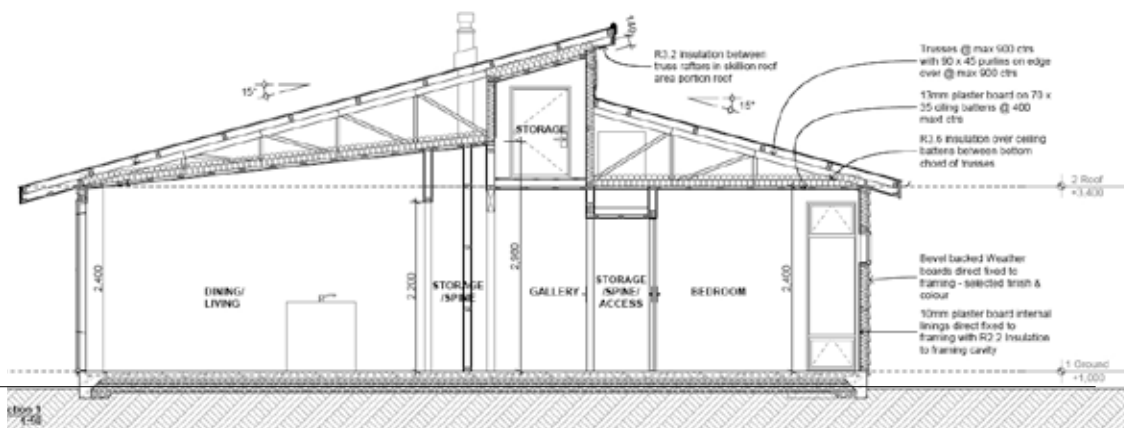 R3.2 insulation between
truss rafters in skillion roof
area portion roof
Trusses @ max 900 ctrs
with 90 x 45 purlins on edge
over @ max 900 ctrs
13mm plaster board on 70 x
35 ciling battens @ 400
maxi ctrs
R3.6 insulation over ceiling
battens between bottom
chord of trusses
15°
15°
STORAGE
2 Roof
+3,400
2,400
DINING/
LIVING
2,200
STORAGE
/SPINE
2,900
GALLERY
STORAGE
/SPINE/
ACCESS
BEDROOM
2,400
Bevel backed Weather
boards direct fixed to
framing - selected finish &
colour
10mm plaster board internal
linings direct fixed to
framing with R2.2 Insulation
to framing cavity
1 Ground
+1,000
ction 1
1:50